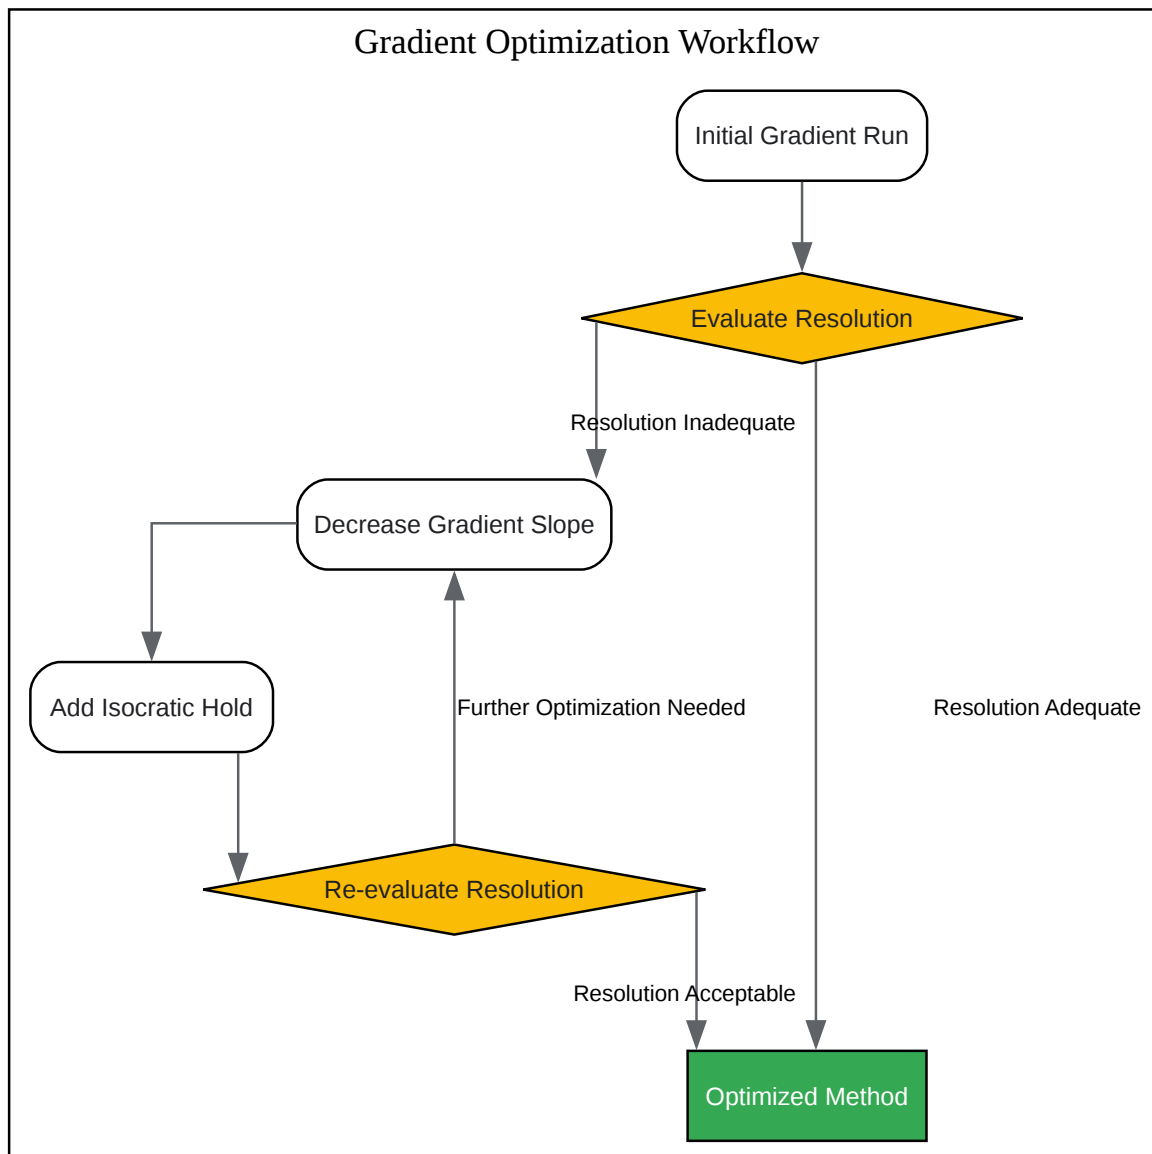 Gradient Optimization Workflow
Initial Gradient Run
Evaluate Resolution
Resolution Inadequate
Decrease Gradient Slope
Add Isocratic Hold
Further Optimization Needed
Resolution Adequate
Re-evaluate Resolution
Resolution Acceptable
Optimized Method